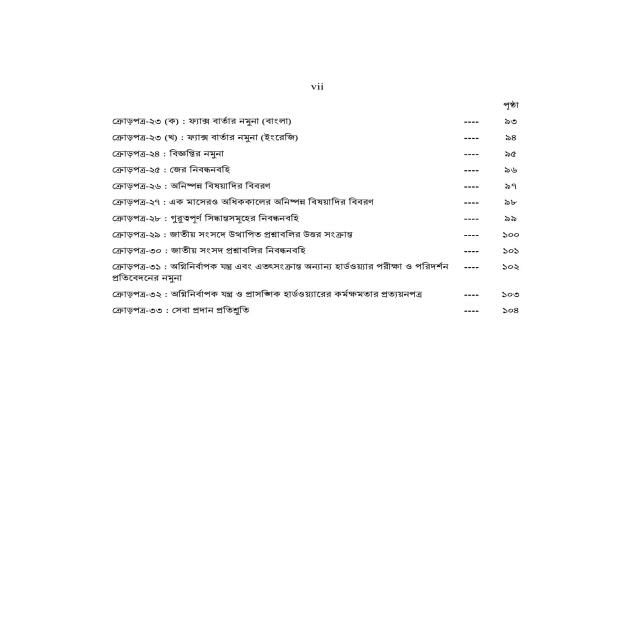 vii
পৃষ্ঠা
ক্রোড়পত্র-২৩ (ক) : ফ্যাক্স বার্তার নমুনা (বাংলা) ---- ৯৩
ক্রোড়পত্র-২৩ (খ) : ফ্যাক্স বার্তার নমুনা (ইংরেজি) ---- ৯৪
ক্রোড়পত্র-২৪ : বিজ্ঞপ্তির নমুনা ---- ৯৫
ক্রোড়পত্র-২৫ : জের নিবন্ধনবহি ---- ৯৬
ক্রোড়পত্র-২৬ : অনিষ্পন্ন বিষয়াদির বিবরণ ---- ৯৭
ক্রোড়পত্র-২৭ : এক মাসেরও অধিককালের অনিষ্পন্ন বিষয়াদির বিবরণ ---- ৯৮
ক্রোড়পত্র-২৮ : গুরুত্বপূর্ণ সিদ্ধান্তসমূহের নিবন্ধনবহি ---- ৯৯
ক্রোড়পত্র-২৯ : জাতীয় সংসদে উত্থাপিত প্রশ্নাবলির উত্তর সংক্রান্ত ---- ১০০
ক্রোড়পত্র-৩০ : জাতীয় সংসদ প্রশ্নাবলির নিবন্ধনবহি ---- ১০১
ক্রোড়পত্র-৩১ : অগ্নিনির্বাপক যন্ত্র এবং এতৎসংক্রান্ত অন্যান্য হার্ডওয়্যার পরীক্ষা ও পরিদর্শন ---- ১০২
প্রতিবেদনের নমুনা
ক্রোড়পত্র-৩২ : অগ্নিনির্বাপক যন্ত্র ও প্রাসঙ্গিক হার্ডওয়্যারের কর্মক্ষমতার প্রত্যয়নপত্র ---- ১০৩
ক্রোড়পত্র-৩৩ : সেবা প্রদান প্রতিশ্রুতি ---- ১০৪